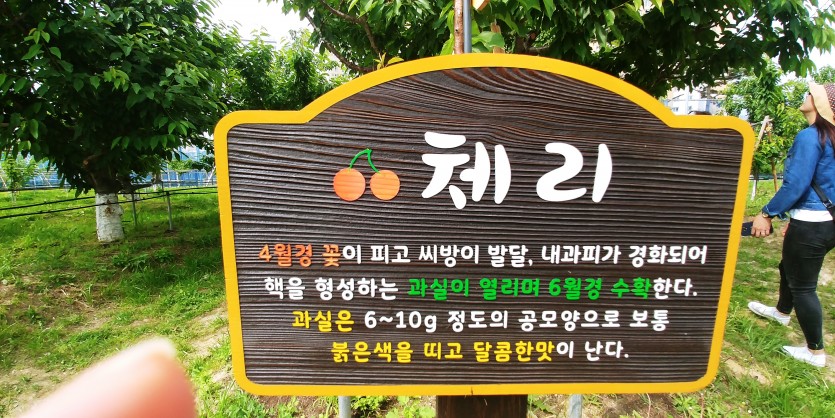 체리
4월경 꽃이 피고 씨방이 발달, 내과피가 경화되어
핵을 형성하는 과실이 열리며 6월경 수확한다.
과실은 6~10g 정도의 공모양으로 보통
붉은색을 띠고 달콤한맛이 난다.